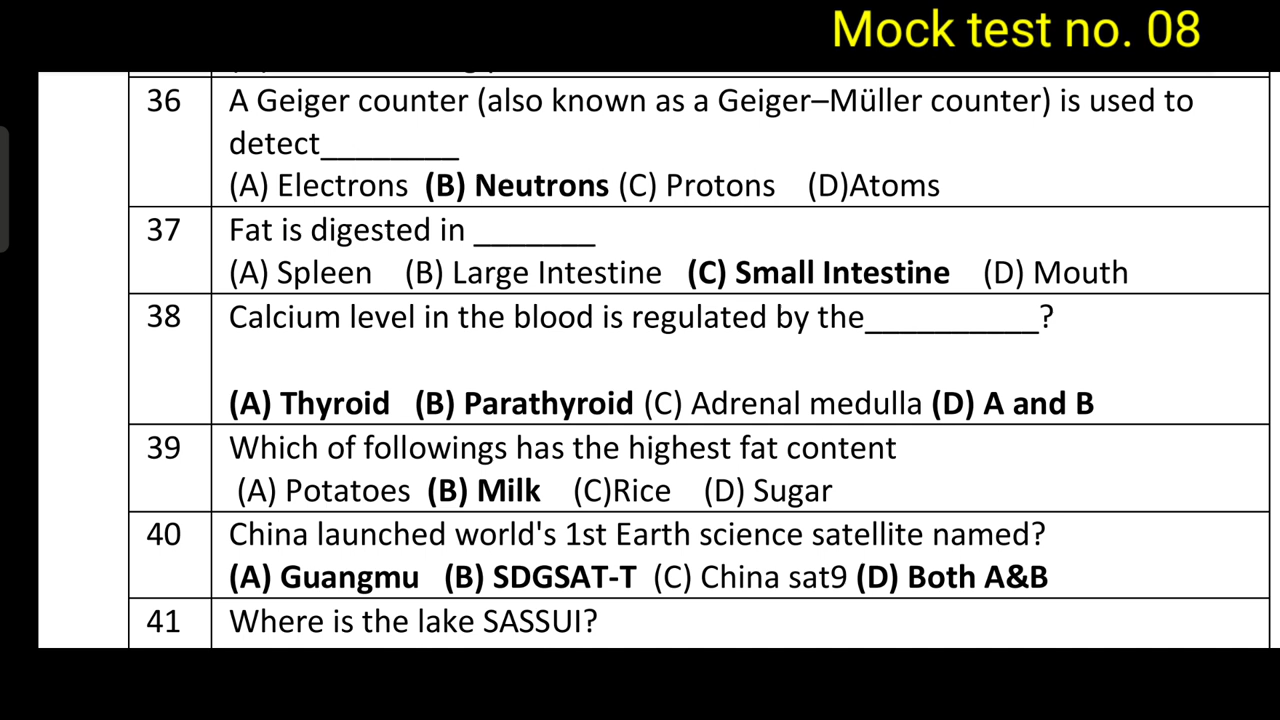 Mock test no. 08
36 A Geiger counter (also known as a Geiger–Müller counter) is used to
detect________
(A) Electrons (B) Neutrons (C) Protons (D)Atoms
37 Fat is digested in _______
(A) Spleen (B) Large Intestine (C) Small Intestine (D) Mouth
38 Calcium level in the blood is regulated by the__________?
(A) Thyroid (B) Parathyroid (C) Adrenal medulla (D) A and B
39 Which of followings has the highest fat content
(A) Potatoes (B) Milk (C)Rice (D) Sugar
40 China launched world's 1st Earth science satellite named?
(A) Guangmu (B) SDGSAT-T (C) China sat9 (D) Both A&B
41 Where is the lake SASSUI?